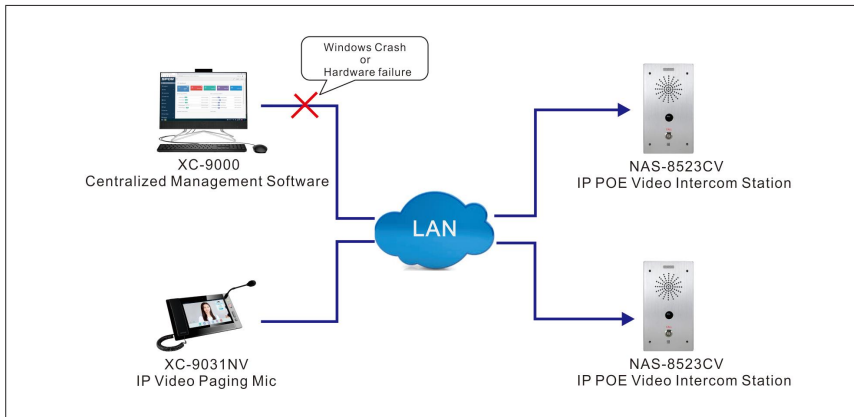 Windows Crash
or
Hardware failure
XC-9000
Centralized Management Software
NAS-8523CV
IP POE Video Intercom Station
LAN
XC-9031NV
IP Video Paging Mic
NAS-8523CV
IP POE Video Intercom Station